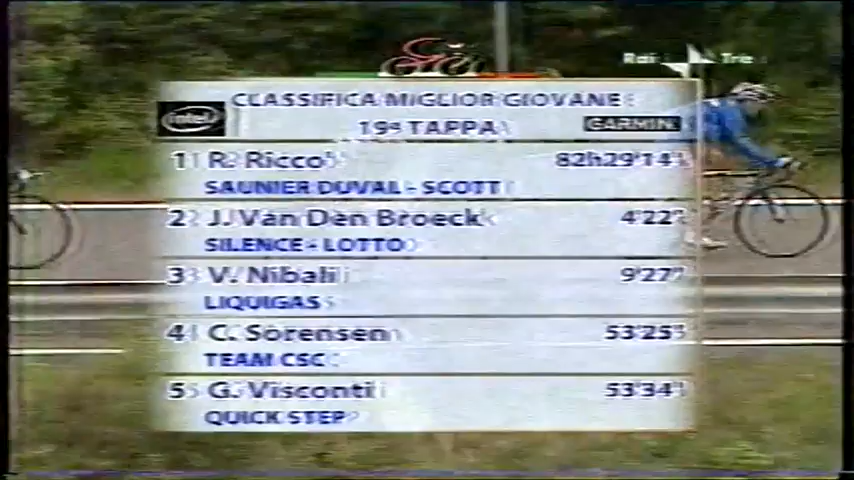 Rai Tre
CLASSIFICA MIGLIOR GIOVANE
intel
19ª TAPPA
GARMIN
1 R. Riccò 82h29'14"
SAUNIER DUVAL - SCOTT
2 J. Van Den Broeck 4'22"
SILENCE - LOTTO
3 V. Nibali 9'27"
LIQUIGAS
4 C. Sorensen 53'25"
TEAM CSC
5 G. Visconti 53'34"
QUICK STEP